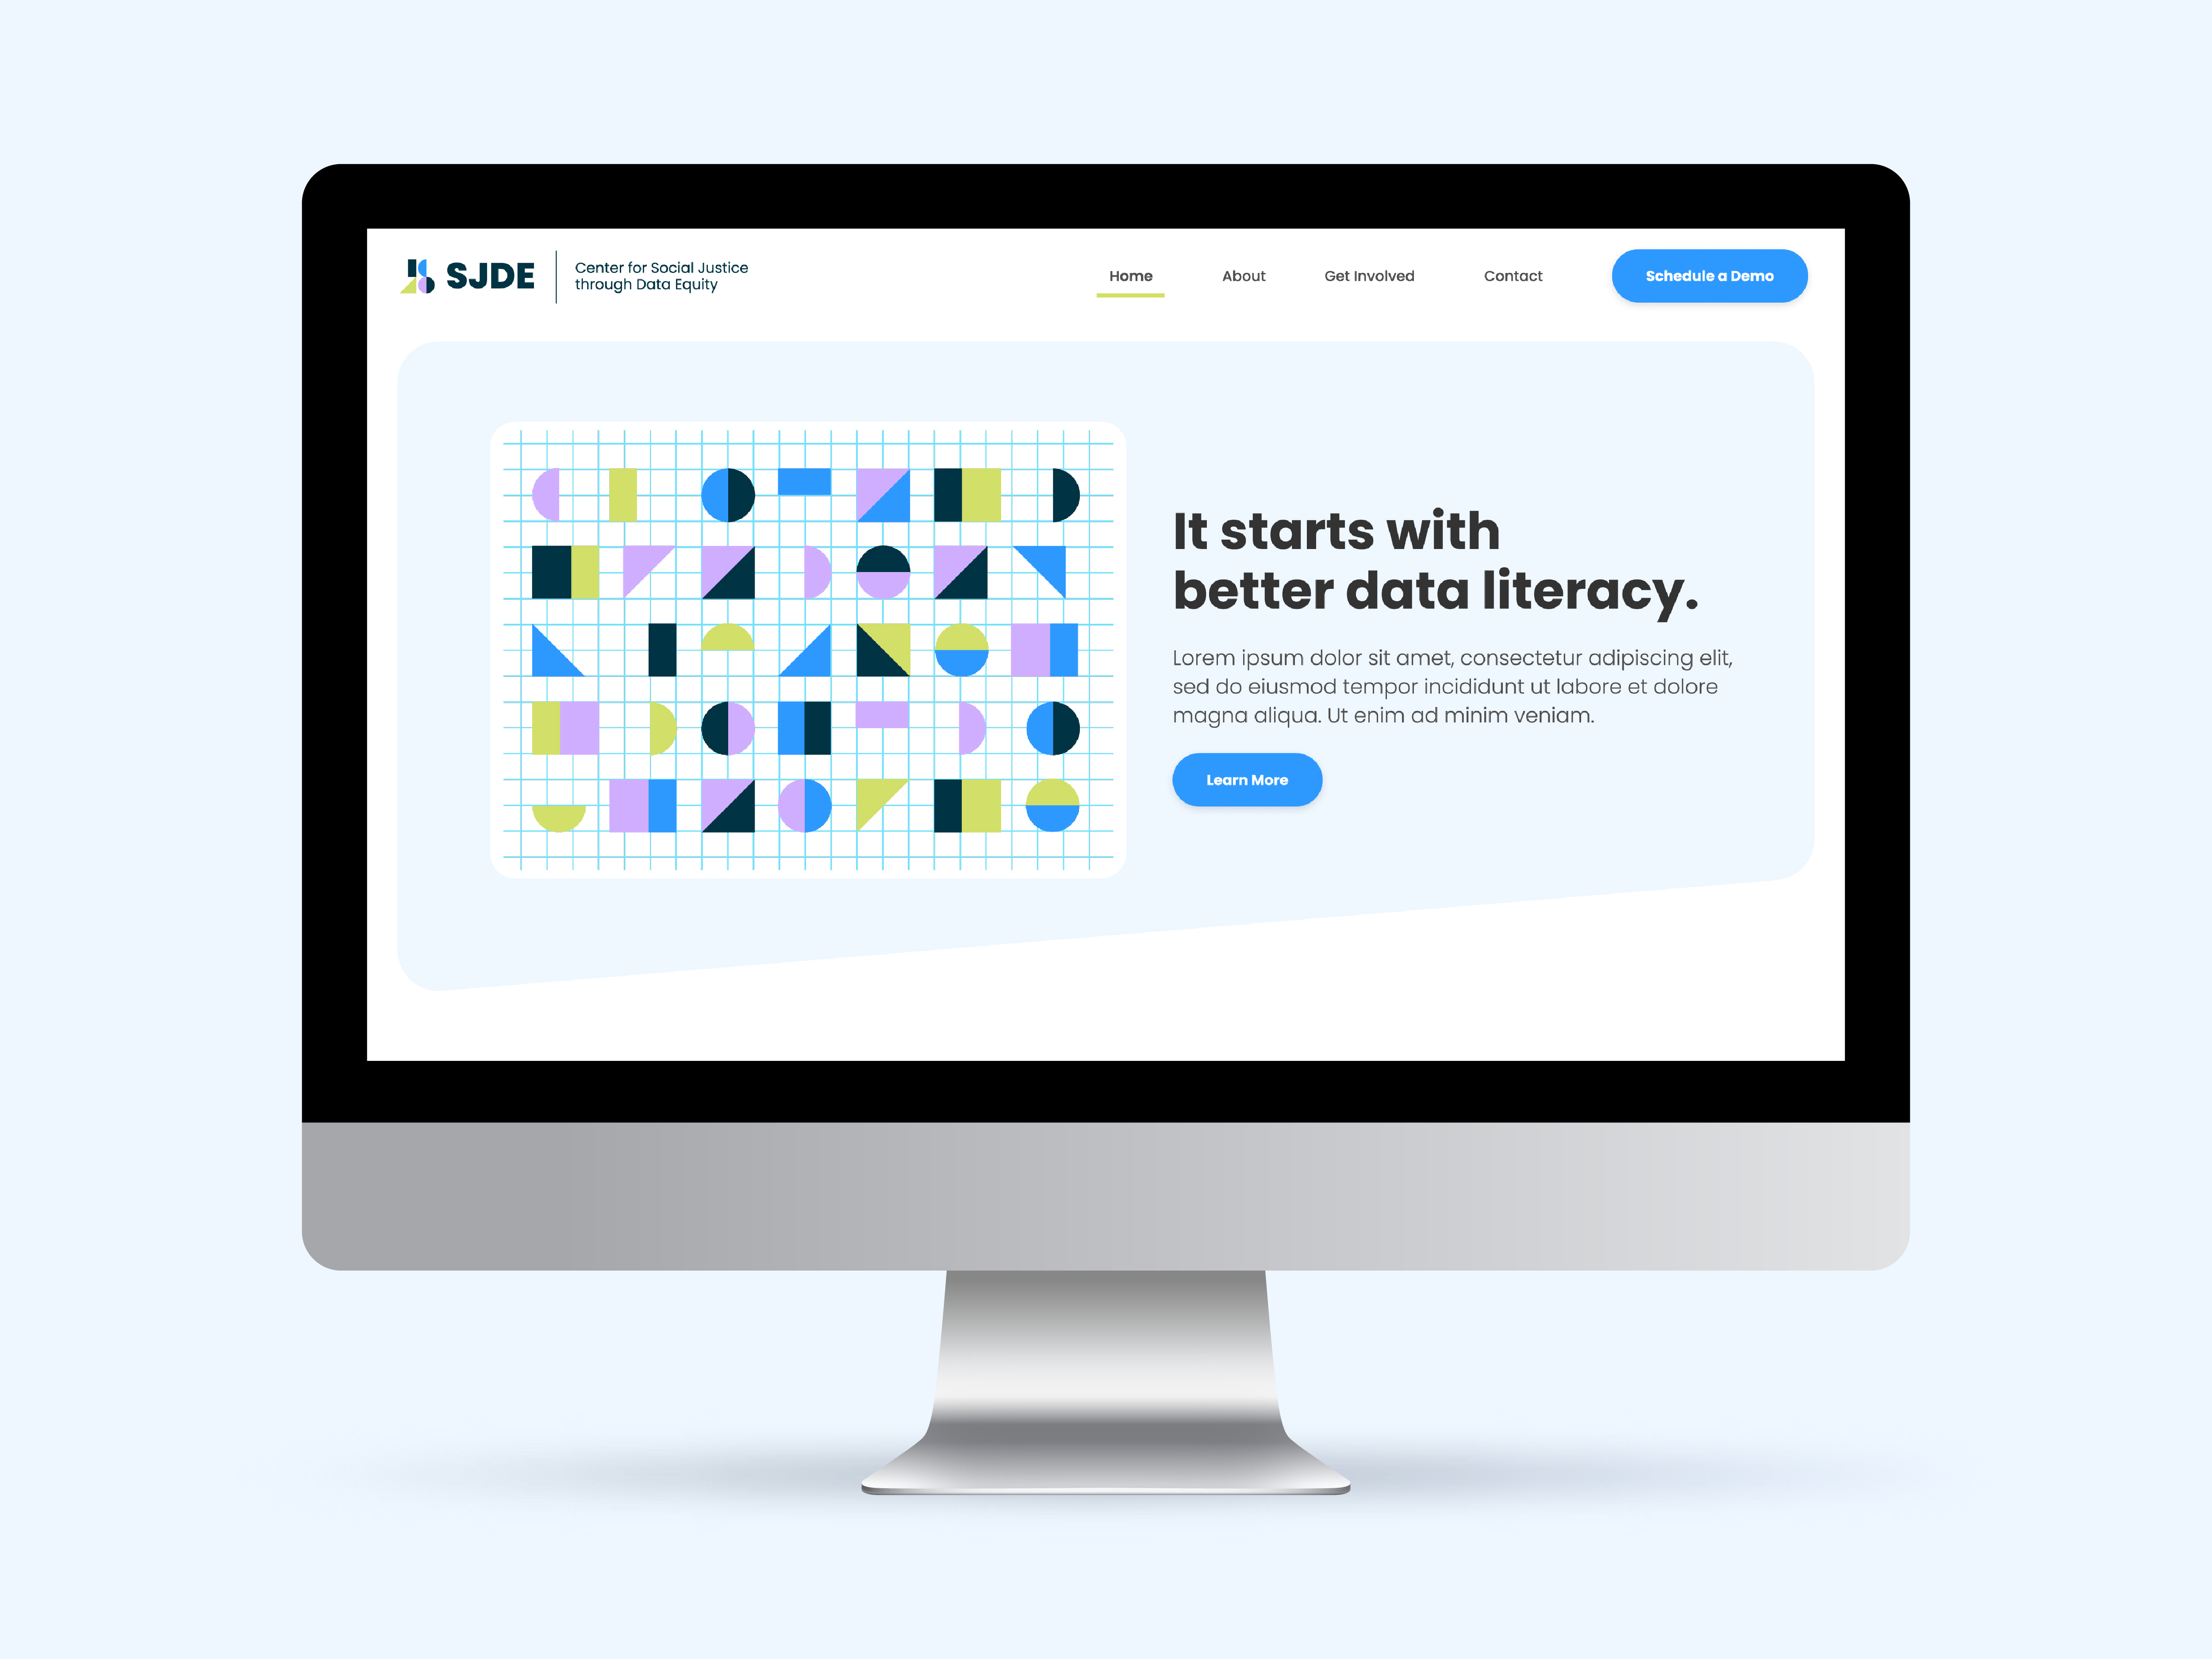 SJDE
Center for Social Justice
through Data Equity
Home
About
Get Involved
Contact
Schedule a Demo
It starts with
better data literacy.
Lorem ipsum dolor sit amet, consectetur adipiscing elit,
sed do eiusmod tempor incididunt ut labore et dolore
magna aliqua. Ut enim ad minim veniam.
Learn More